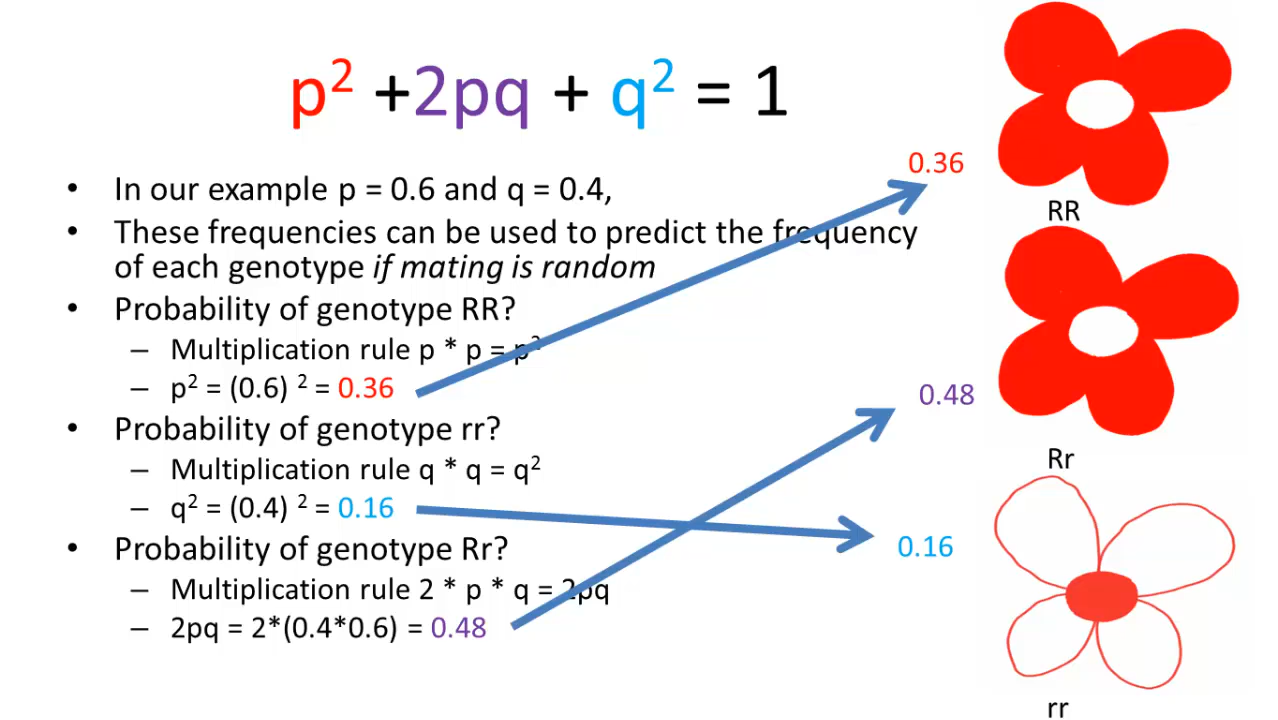 p² +2pq + q² = 1
• In our example p = 0.6 and q = 0.4,
• These frequencies can be used to predict the frequency
of each genotype if mating is random
• Probability of genotype RR?
– Multiplication rule p * p = p²
– p² = (0.6) ² = 0.36
• Probability of genotype rr?
– Multiplication rule q * q = q²
– q² = (0.4) ² = 0.16
• Probability of genotype Rr?
– Multiplication rule 2 * p * q = 2pq
– 2pq = 2*(0.4*0.6) = 0.48
0.36
RR
0.48
Rr
0.16
rr